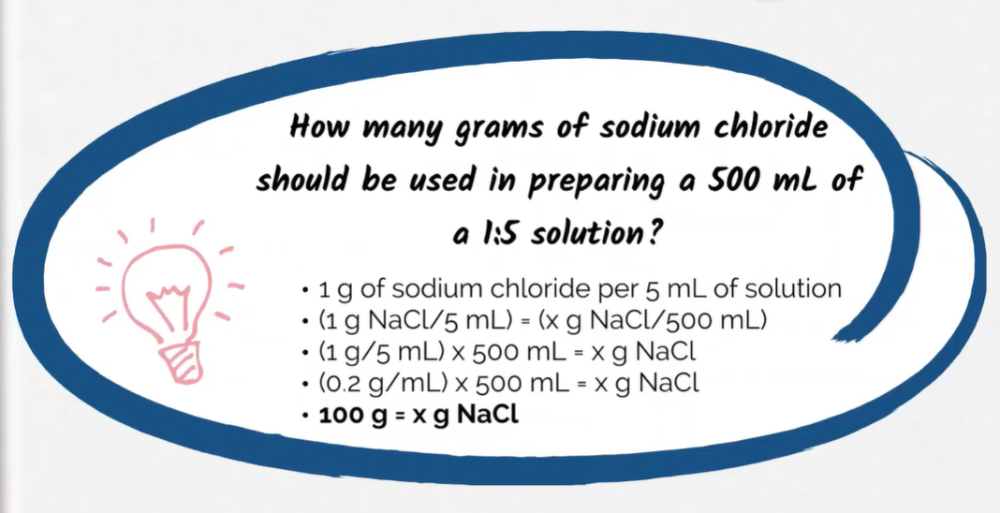 How many grams of sodium chloride
should be used in preparing a 500 mL of
a 1:5 solution?
• 1 g of sodium chloride per 5 mL of solution
• (1 g NaCl/5 mL) = (x g NaCl/500 mL)
• (1 g/5 mL) x 500 mL = x g NaCl
• (0.2 g/mL) x 500 mL = x g NaCl
• 100 g = x g NaCl